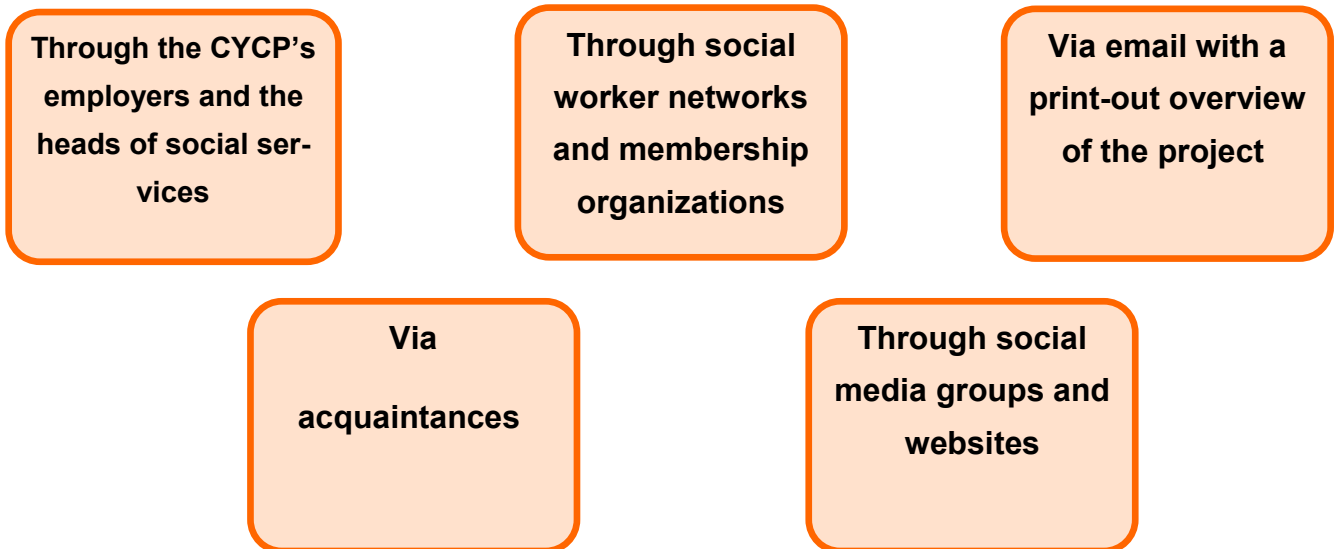 Through the CYCP’s
employers and the
heads of social ser-
vices
Through social
worker networks
and membership
organizations
Via email with a
print-out overview
of the project
Via
acquaintances
Through social
media groups and
websites